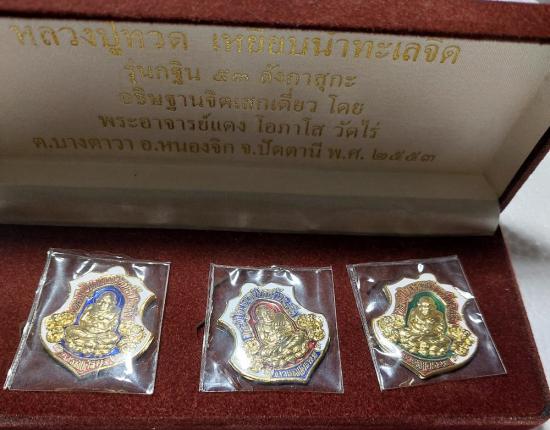 หลวงปู่ทวด เหยียบน้ำทะเลจืด
รุ่นกฐิน ๕๓ ลังกาสุกะ
อธิษฐานจิตเสกเดี่ยว โดย
พระอาจารย์แดง โอภาโส วัดไร่
ต.บางตาวา อ.หนองจิก จ.ปัตตานี พ.ศ. ๒๕๕๓